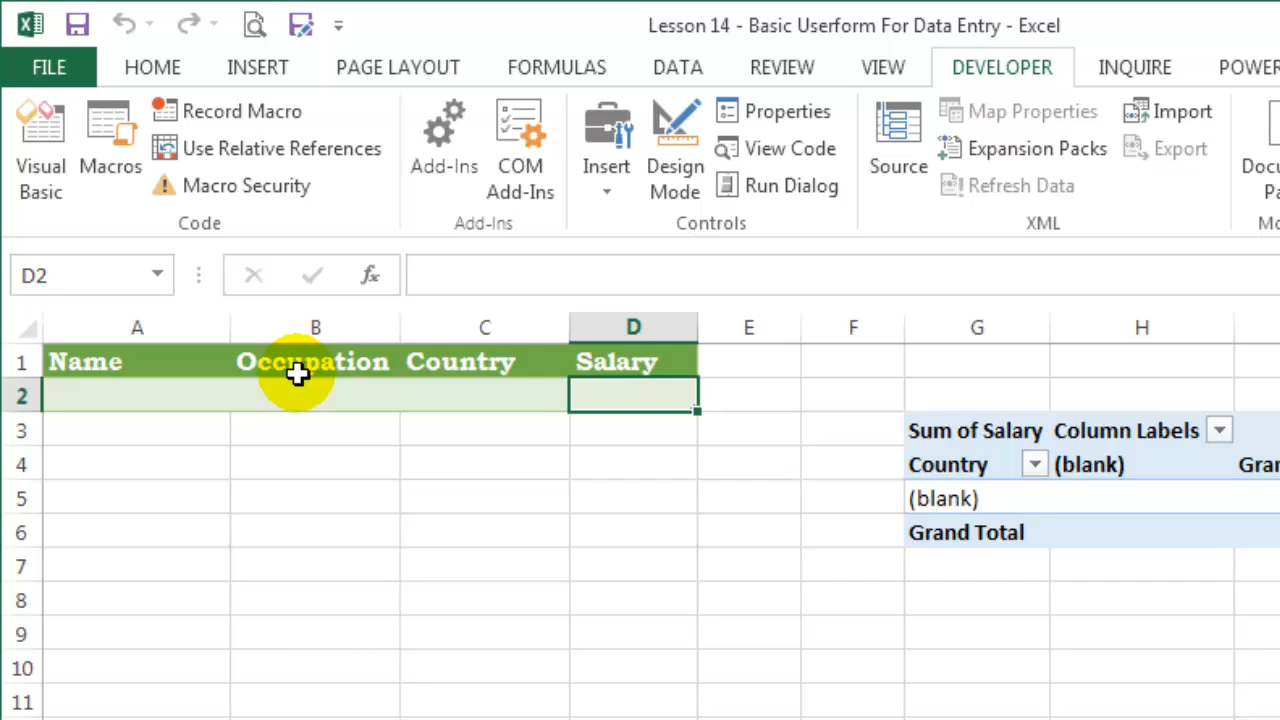 Lesson 14 - Basic Userform For Data Entry - Excel
FILE HOME INSERT PAGE LAYOUT FORMULAS DATA REVIEW VIEW DEVELOPER INQUIRE POWER
Visual Basic
Macros
Record Macro
Use Relative References
Macro Security
Code
Add-Ins
COM Add-Ins
Add-Ins
Insert
Design Mode
Properties
View Code
Run Dialog
Controls
Source
Map Properties
Expansion Packs
Refresh Data
Import
Export
XML
D2
fx
A B C D E F G H
1 Name Occupation Country Salary
2
3 Sum of Salary Column Labels
4 Country (blank)
5 (blank)
6 Grand Total
7
8
9
10
11